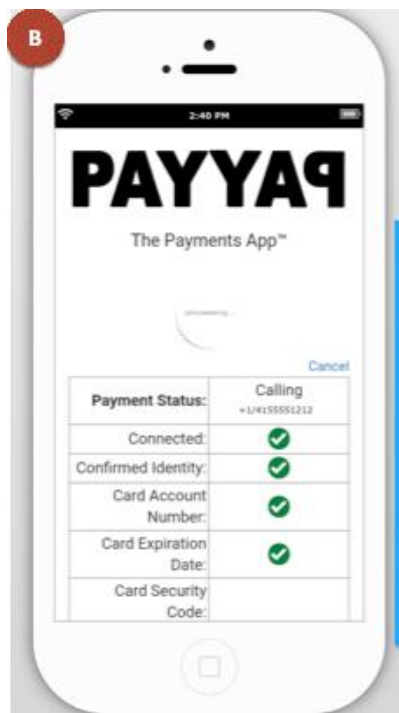 B
2:40 PM
PAYYAP
The Payments App™
Cancel
Payment Status:
Calling
+1/4155551212
Connected:
Confirmed Identity:
Card Account
Number:
Card Expiration
Date:
Card Security
Code: